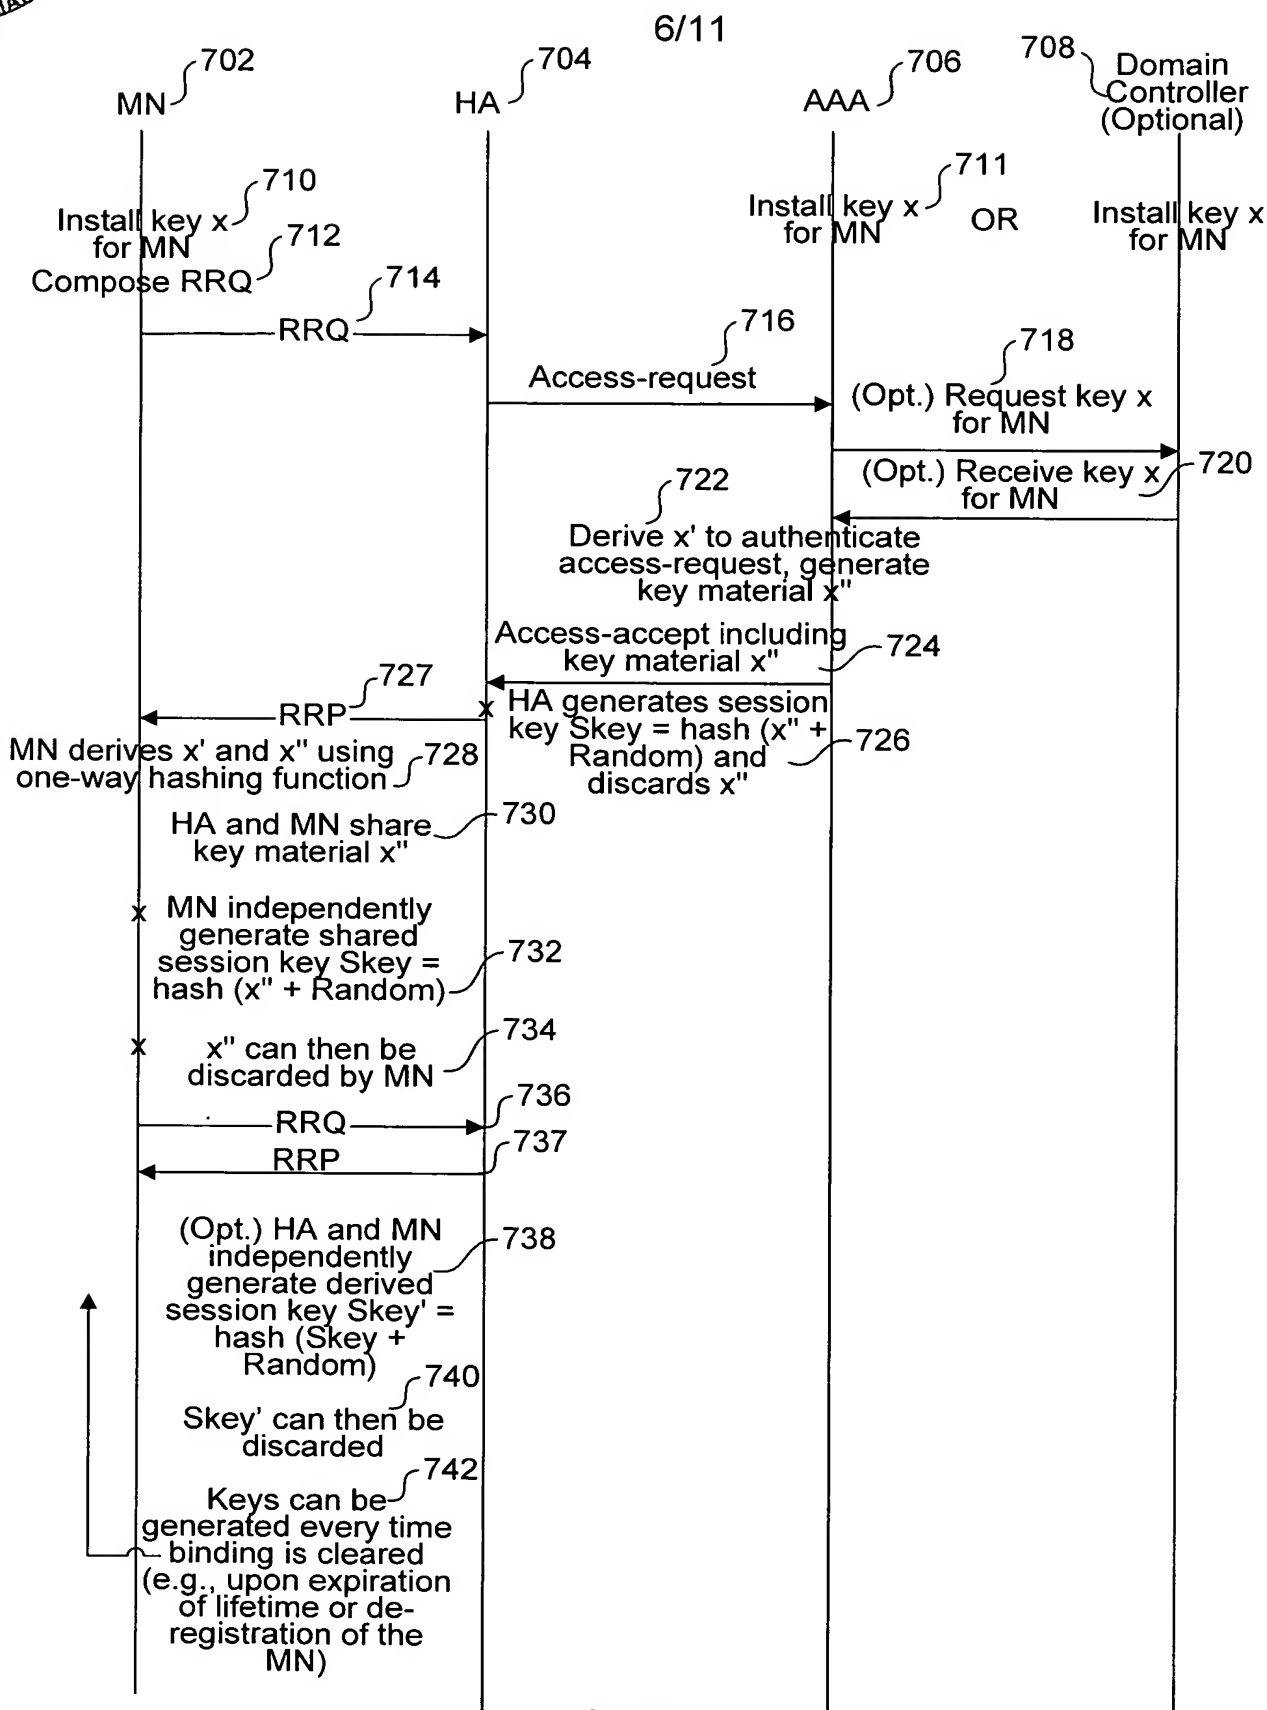 6/11
702
704
706
708
MN
HA
AAA
Domain
Controller
(Optional)
710
Install key x
for MN
712
Compose RRQ
711
Install key x
for MN
OR
Install key x
for MN
714
RRQ
716
Access-request
718
(Opt.) Request key x
for MN
720
(Opt.) Receive key x
for MN
722
Derive x' to authenticate
access-request, generate
key material x"
Access-accept including
key material x"
724
727
RRP
x
HA generates session
key Skey = hash (x" +
Random) and
discards x"
726
MN derives x' and x" using
one-way hashing function
728
HA and MN share
key material x"
730
x
MN independently
generate shared
session key Skey =
hash (x" + Random)
732
x
x" can then be
discarded by MN
734
RRQ
736
RRP
737
(Opt.) HA and MN
independently
generate derived
session key Skey' =
hash (Skey +
Random)
738
740
Skey' can then be
discarded
742
Keys can be
generated every time
binding is cleared
(e.g., upon expiration
of lifetime or de-
registration of the
MN)